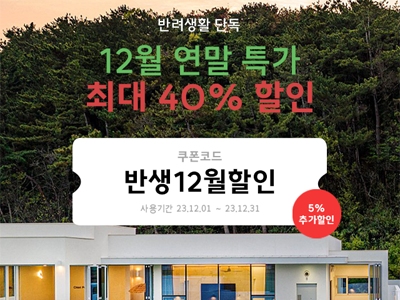 반려생활 단독
12월 연말 특가
최대 40% 할인
쿠폰코드
반생12월할인
사용기간 23.12.01 ~ 23.12.31
5%
추가할인